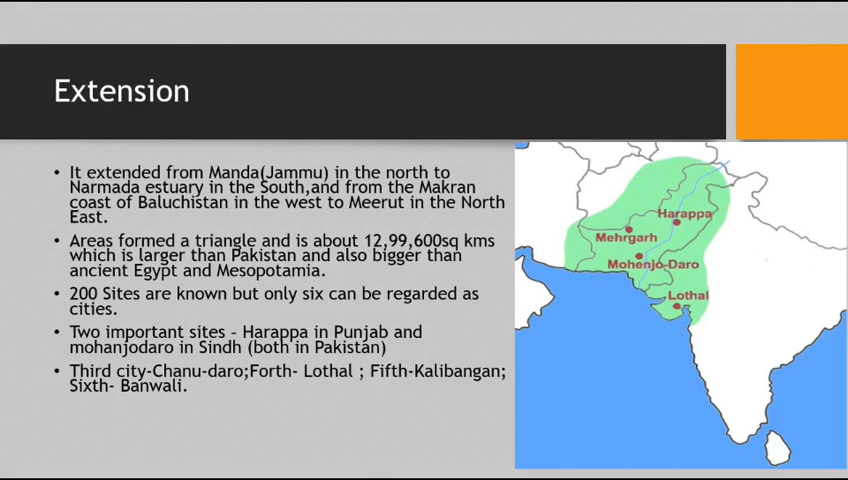 Extension
• It extended from Manda(Jammu) in the north to
Narmada estuary in the South,and from the Makran
coast of Baluchistan in the west to Meerut in the North
East.
• Areas formed a triangle and is about 12,99,600sq kms
which is larger than Pakistan and also bigger than
ancient Egypt and Mesopotamia.
• 200 Sites are known but only six can be regarded as
cities.
• Two important sites – Harappa in Punjab and
mohanjodaro in Sindh (both in Pakistan)
• Third city-Chanu-daro;Forth- Lothal ; Fifth-Kalibangan;
Sixth- Banwali.
Harappa
Mehrgarh
Mohenjo-Daro
Lothal